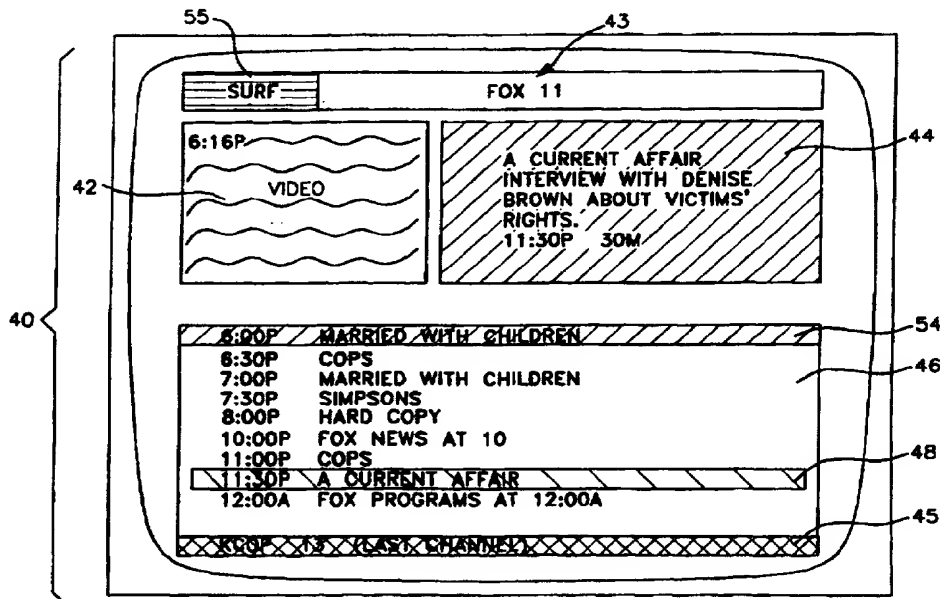 55
43
SURF FOX 11
44
6:16P
VIDEO
42
A CURRENT AFFAIR
INTERVIEW WITH DENISE
BROWN ABOUT VICTIMS'
RIGHTS.
11:30P 30M
40
6:00P MARRIED WITH CHILDREN
54
6:30P COPS
46
7:00P MARRIED WITH CHILDREN
7:30P SIMPSONS
8:00P HARD COPY
10:00P FOX NEWS AT 10
11:00P COPS
48
11:30P A CURRENT AFFAIR
12:00A FOX PROGRAMS AT 12:00A
45
KCOP 13 (LAST CHANNEL)